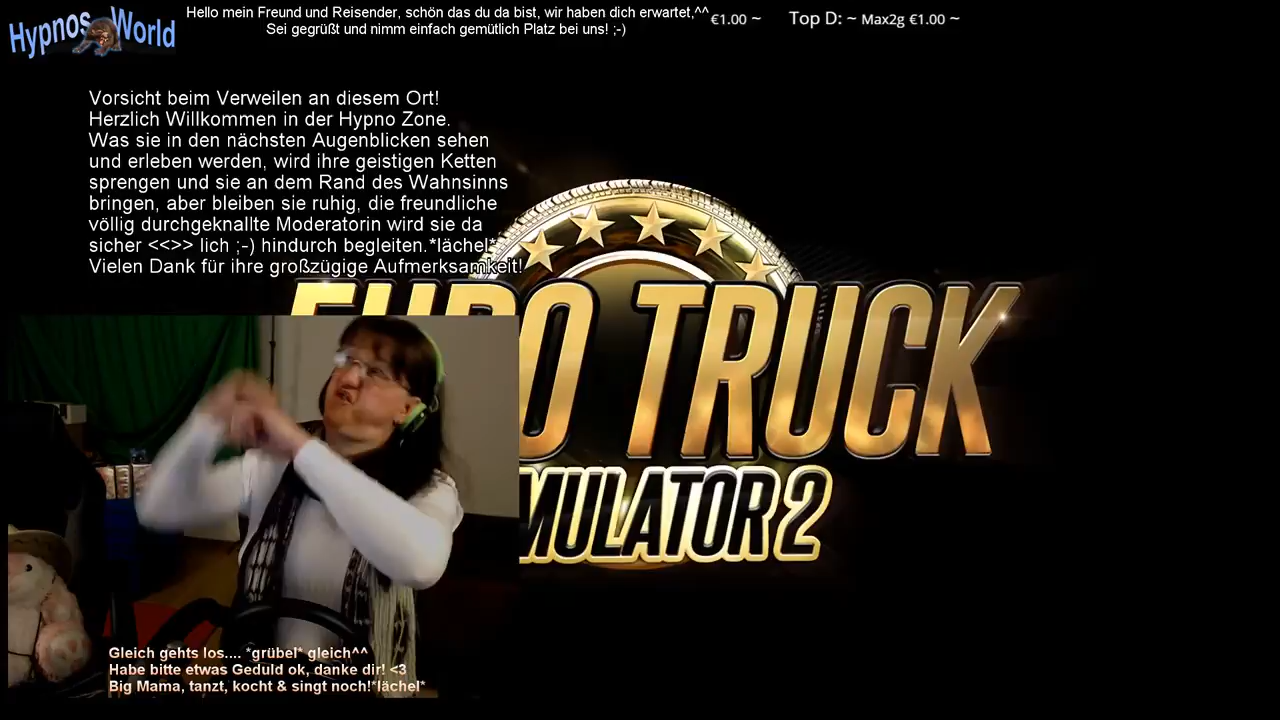 Hypnos World
Hello mein Freund und Reisender, schön das du da bist, wir haben dich erwartet,^^
Sei gegrüßt und nimm einfach gemütlich Platz bei uns! ;-)
€1.00 ~ Top D: ~ Max2g €1.00 ~
Vorsicht beim Verweilen an diesem Ort!
Herzlich Willkommen in der Hypno Zone.
Was sie in den nächsten Augenblicken sehen
und erleben werden, wird ihre geistigen Ketten
sprengen und sie an dem Rand des Wahnsinns
bringen, aber bleiben sie ruhig, die freundliche
völlig durchgeknallte Moderatorin wird sie da
sicher <<>> lich ;-) hindurch begleiten.*lächel*
Vielen Dank für ihre großzügige Aufmerksamkeit!
EURO TRUCK
MULATOR 2
Gleich gehts los.... *grübel* gleich^^
Habe bitte etwas Geduld ok, danke dir! <3
Big Mama, tanzt, kocht & singt noch!*lächel*